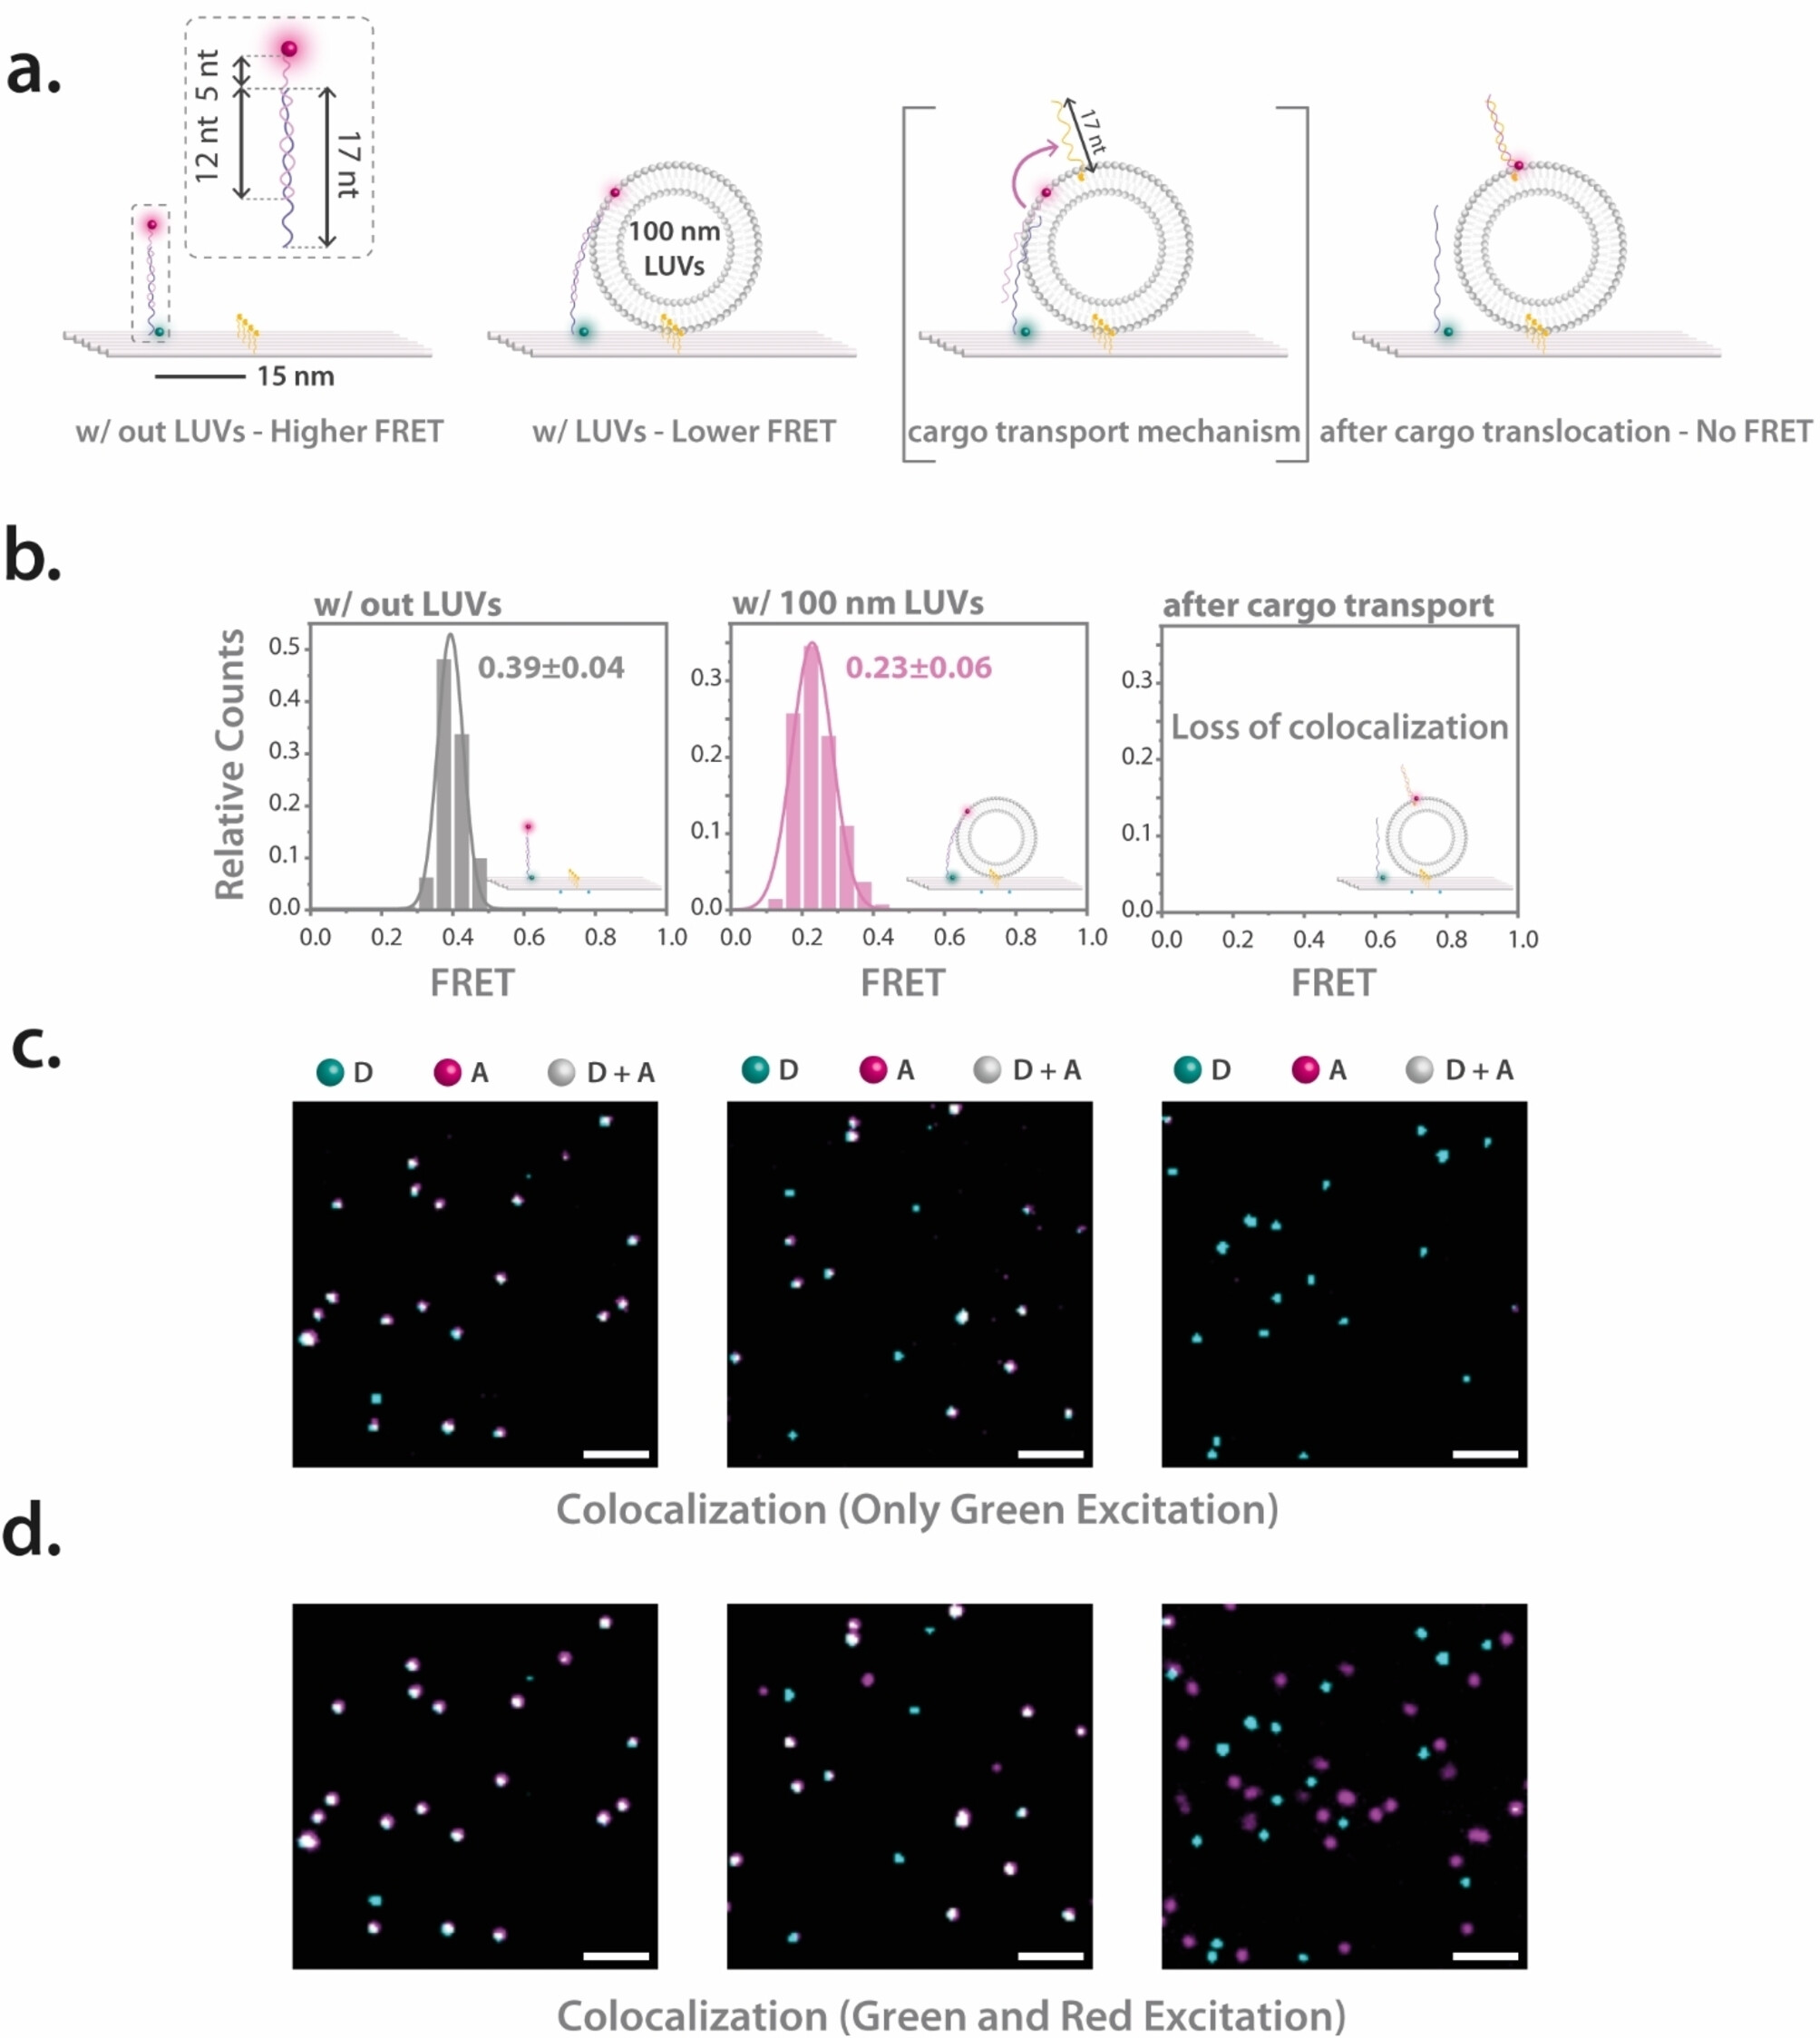 a.
5 nt
12 nt
17 nt
15 nm
w/ out LUVs - Higher FRET
100 nm
LUVs
w/ LUVs - Lower FRET
17 nt
cargo transport mechanism
after cargo translocation - No FRET
b.
w/ out LUVs
w/ 100 nm LUVs
after cargo transport
Relative Counts
0.5
0.4
0.3
0.2
0.1
0.0
0.39±0.04
0.0 0.2 0.4 0.6 0.8 1.0
FRET
0.3
0.2
0.1
0.0
0.23±0.06
0.0 0.2 0.4 0.6 0.8 1.0
FRET
0.3
0.2
0.1
0.0
Loss of colocalization
0.0 0.2 0.4 0.6 0.8 1.0
FRET
c.
D A D + A
D A D + A
D A D + A
Colocalization (Only Green Excitation)
d.
Colocalization (Green and Red Excitation)